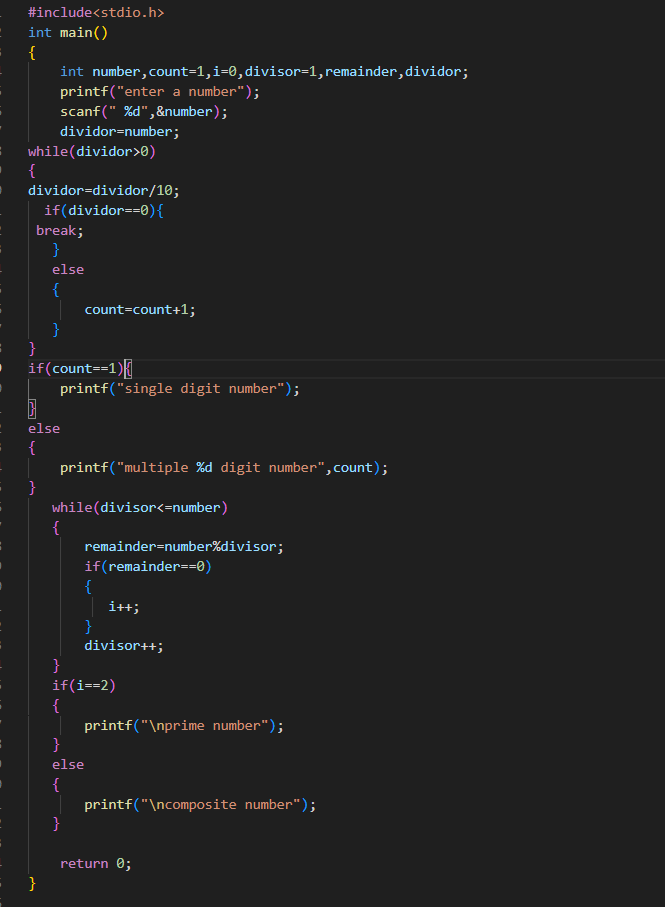 #include<stdio.h>
int main()
{
    int number,count=1,i=0,divisor=1,remainder,dividor;
    printf("enter a number");
    scanf(" %d",&number);
    dividor=number;
while(dividor>0)
{
dividor=dividor/10;
  if(dividor==0){
 break;
   }
   else
   {
       count=count+1;
   }
}
if(count==1){
    printf("single digit number");
}
else
{
    printf("multiple %d digit number",count);
}
   while(divisor<=number)
   {
       remainder=number%divisor;
       if(remainder==0)
       {
          i++;
       }
       divisor++;
   }
   if(i==2)
   {
       printf("\nprime number");
   }
   else
   {
       printf("\ncomposite number");
   }
    return 0;
}